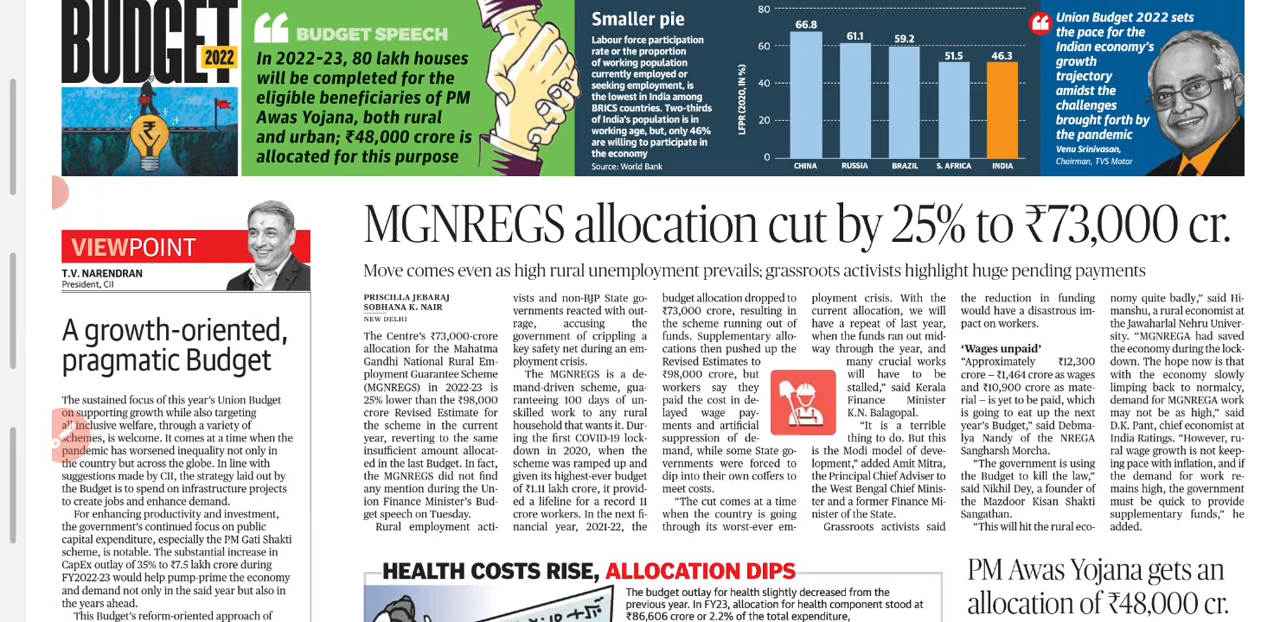 BUDGET
2022
BUDGET SPEECH
In 2022-23, 80 lakh houses
will be completed for the
eligible beneficiaries of PM
Awas Yojana, both rural
and urban; ₹48,000 crore is
allocated for this purpose
Smaller pie
Labour force participation
rate or the proportion
of working population
currently employed or
seeking employment, is
the lowest in India among
BRICS countries. Two-thirds
of India's population is in
working age, but, only 46%
are willing to participate in
the economy
Source: World Bank
LFPR (2020, IN %)
80
60
40
20
0
66.8
61.1
59.2
51.5
46.3
CHINA
RUSSIA
BRAZIL
S. AFRICA
INDIA
Union Budget 2022 sets
the pace for the
Indian economy's
growth
trajectory
amidst the
challenges
brought forth by
the pandemic
Venu Srinivasan,
Chairman, TVS Motor
VIEWPOINT
T.V. NARENDRAN
President, CII
A growth-oriented,
pragmatic Budget
The sustained focus of this year's Union Budget
on supporting growth while also targeting
all inclusive welfare, through a variety of
schemes, is welcome. It comes at a time when the
pandemic has worsened inequality not only in
the country but across the globe. In line with
suggestions made by CII, the strategy laid out by
the Budget is to spend on infrastructure projects
to create jobs and enhance demand.
For enhancing productivity and investment,
the government's continued focus on public
capital expenditure, especially the PM Gati Shakti
scheme, is notable. The substantial increase in
CapEx outlay of 35% to ₹7.5 lakh crore during
FY2022-23 would help pump-prime the economy
and demand not only in the said year but also in
the years ahead.
This Budget's reform-oriented approach of
MGNREGS allocation cut by 25% to ₹73,000 cr.
Move comes even as high rural unemployment prevails; grassroots activists highlight huge pending payments
PRISCILLA JEBARAJ
SOBHANA K. NAIR
NEW DELHI
The Centre's ₹73,000-crore
allocation for the Mahatma
Gandhi National Rural Em-
ployment Guarantee Scheme
(MGNREGS) in 2022-23 is
25% lower than the ₹98,000
crore Revised Estimate for
the scheme in the current
year, reverting to the same
insufficient amount allocat-
ed in the last Budget. In fact,
the MGNREGS did not find
any mention during the Un-
ion Finance Minister's Bud-
get speech on Tuesday.
Rural employment acti-
vists and non-BJP State go-
vernments reacted with out-
rage, accusing the
government of crippling a
key safety net during an em-
ployment crisis.
The MGNREGS is a de-
mand-driven scheme, gua-
ranteeing 100 days of un-
skilled work to any rural
household that wants it. Dur-
ing the first COVID-19 lock-
down in 2020, when the
scheme was ramped up and
given its highest-ever budget
of ₹1.11 lakh crore, it provid-
ed a lifeline for a record 11
crore workers. In the next fi-
nancial year, 2021-22, the
budget allocation dropped to
₹73,000 crore, resulting in
the scheme running out of
funds. Supplementary allo-
cations then pushed up the
Revised Estimates to
₹98,000 crore, but
workers say they
paid the cost in de-
layed wage pay-
ments and artificial
suppression of de-
mand, while some State go-
vernments were forced to
dip into their own coffers to
meet costs.
"The cut comes at a time
when the country is going
through its worst-ever em-
ployment crisis. With the
current allocation, we will
have a repeat of last year,
when the funds ran out mid-
way through the year, and
many crucial works
will have to be
stalled," said Kerala
Finance Minister
K.N. Balagopal.
"It is a terrible
thing to do. But this
is the Modi model of deve-
lopment," added Amit Mitra,
the Principal Chief Adviser to
the West Bengal Chief Minis-
ter and a former Finance Mi-
nister of the State.
Grassroots activists said
the reduction in funding
would have a disastrous im-
pact on workers.
'Wages unpaid'
"Approximately ₹12,300
crore – ₹1,464 crore as wages
and ₹10,900 crore as mate-
rial – is yet to be paid, which
is going to eat up the next
year's Budget," said Debma-
lya Nandy of the NREGA
Sangharsh Morcha.
"The government is using
the Budget to kill the law,"
said Nikhil Dey, a founder of
the Mazdoor Kisan Shakti
Sangathan.
"This will hit the rural eco-
nomy quite badly," said Hi-
manshu, a rural economist at
the Jawaharlal Nehru Univer-
sity. "MGNREGA had saved
the economy during the lock-
down. The hope now is that
with the economy slowly
limping back to normalcy,
demand for MGNREGA work
may not be as high," said
D.K. Pant, chief economist at
India Ratings. "However, ru-
ral wage growth is not keep-
ing pace with inflation, and if
the demand for work re-
mains high, the government
must be quick to provide
supplementary funds," he
added.
HEALTH COSTS RISE, ALLOCATION DIPS
The budget outlay for health slightly decreased from the
previous year. In FY23, allocation for health component stood at
₹86,606 crore or 2.2% of the total expenditure,
PM Awas Yojana gets an
allocation of ₹48,000 cr.